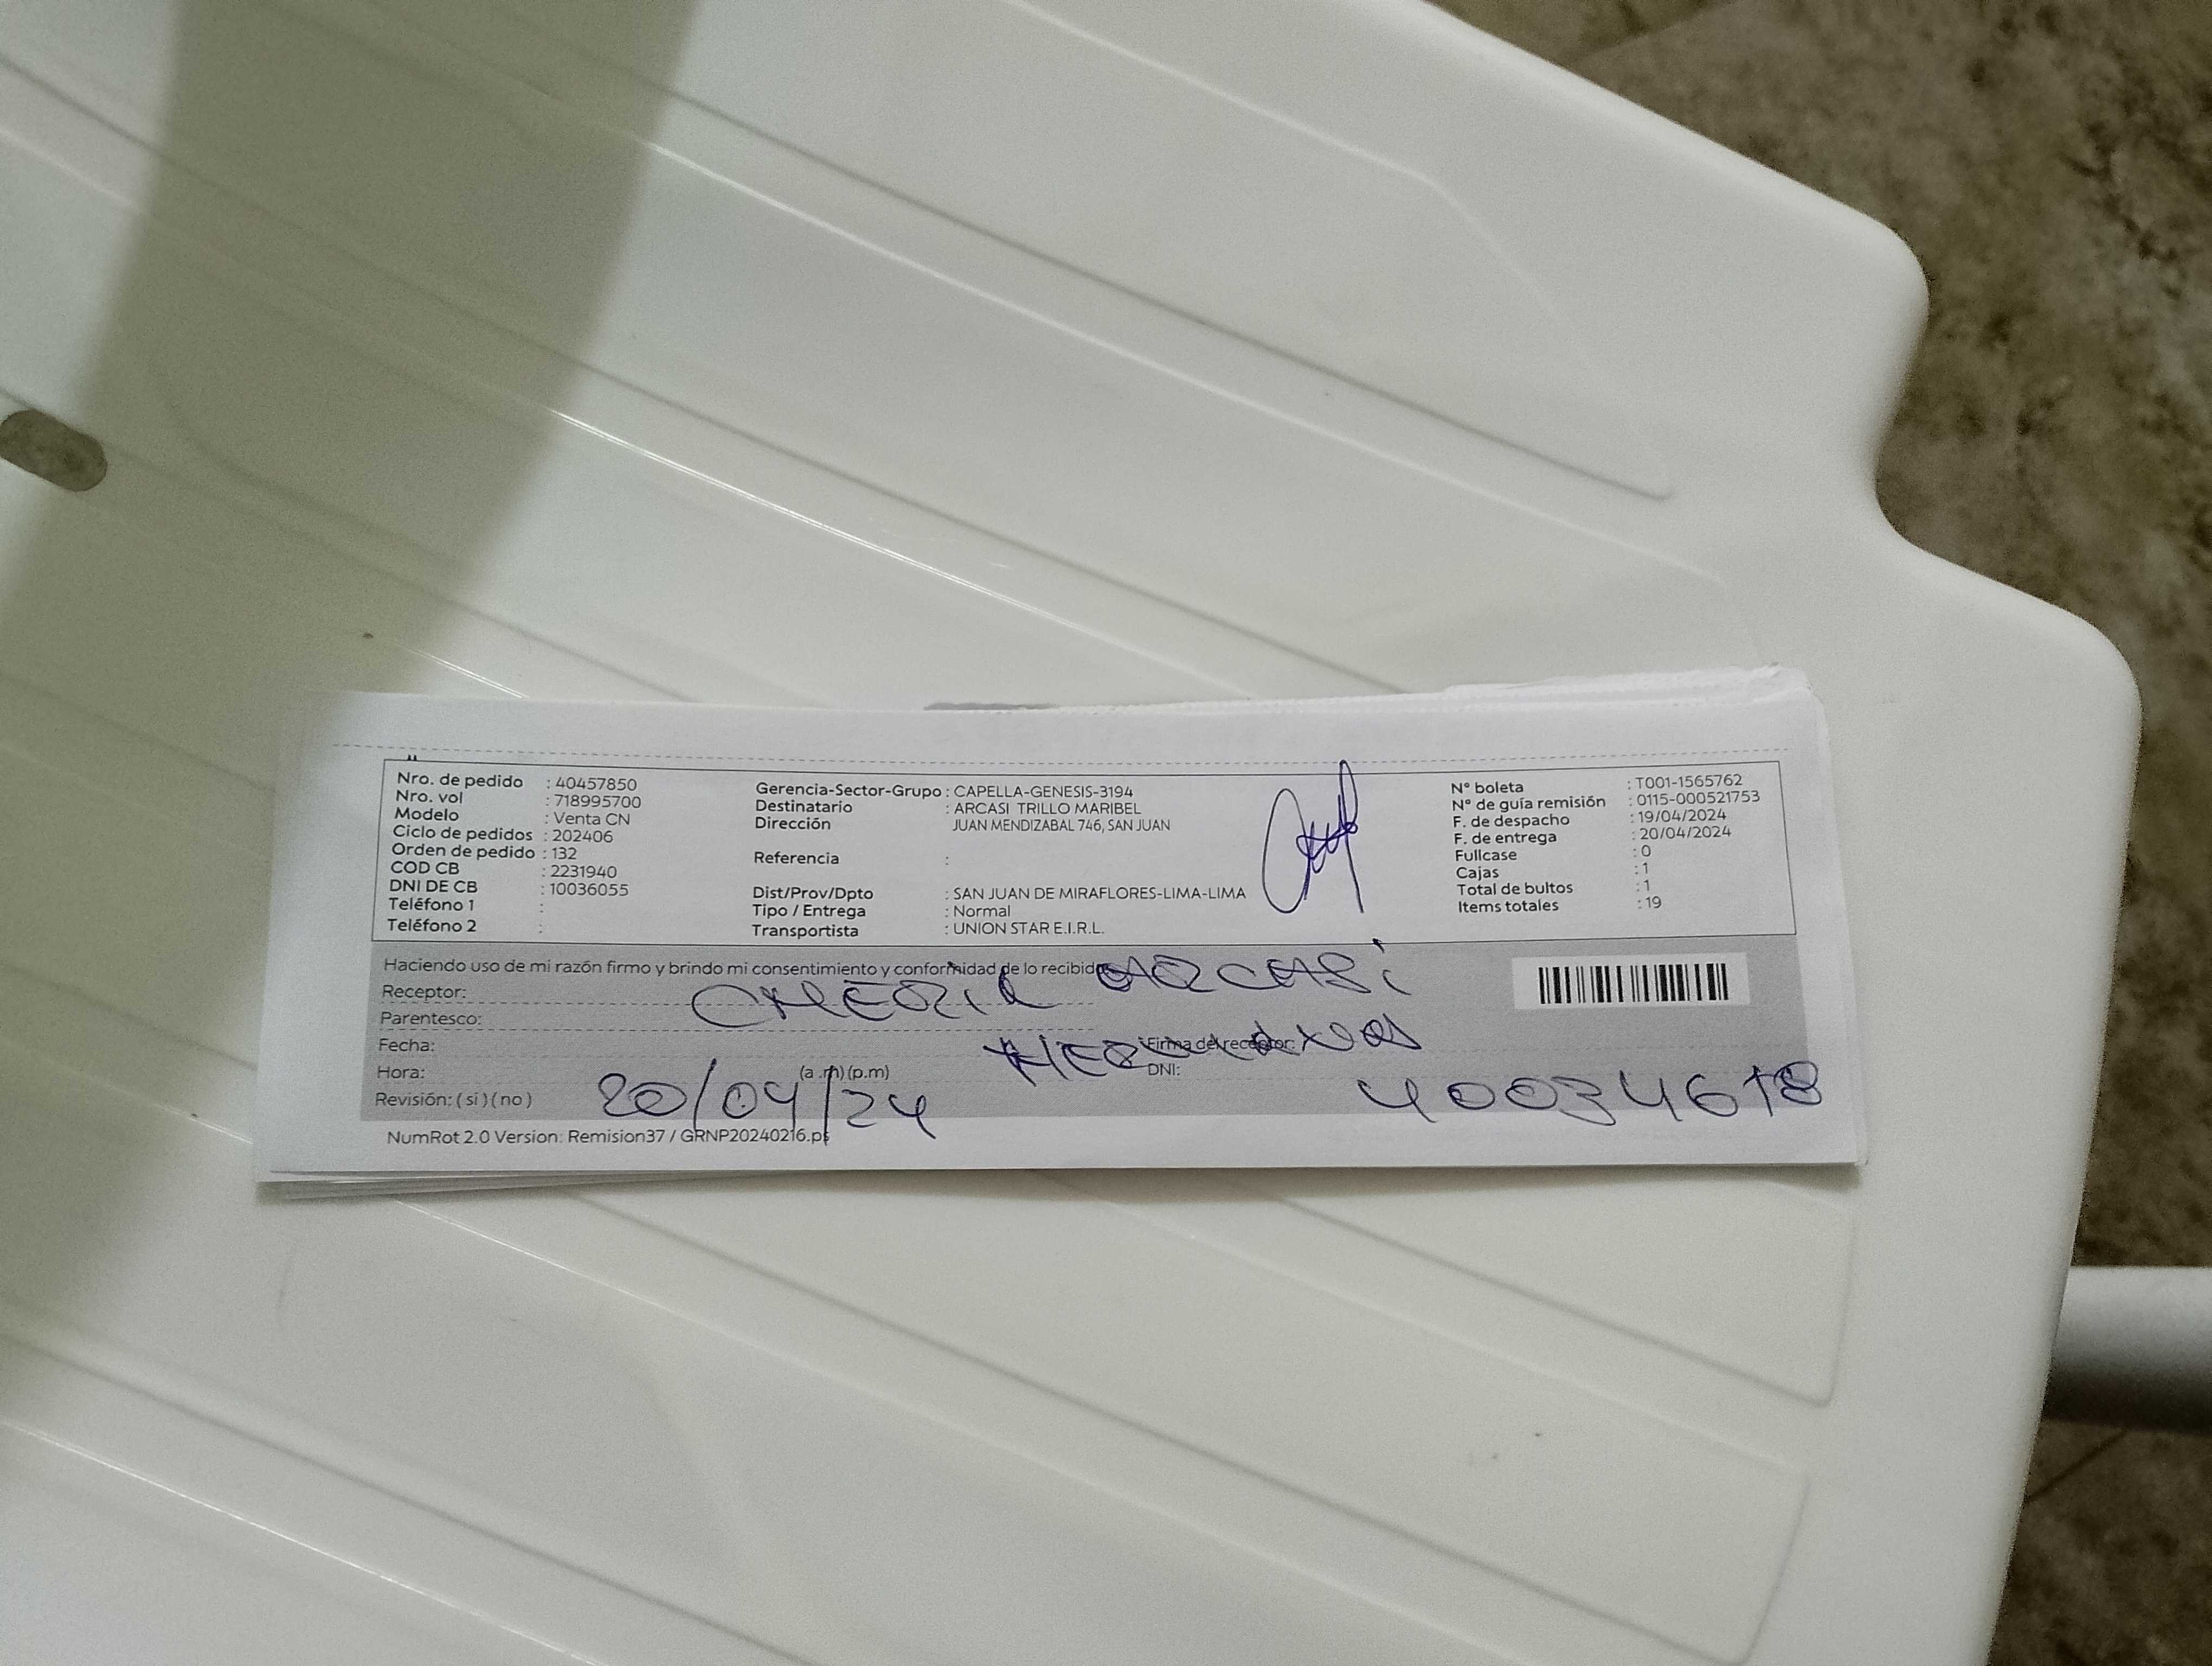 Nro. de pedido : 40457850
Nro. vol : 718995700
Modelo : Venta CN
Ciclo de pedidos : 202406
Orden de pedido : 132
COD CB : 2231940
DNI DE CB : 10036055
Teléfono 1 :
Teléfono 2 :
Gerencia-Sector-Grupo : CAPELLA-GENESIS-3194
Destinatario : ARCASI TRILLO MARIBEL
Dirección JUAN MENDIZABAL 746, SAN JUAN
Referencia :
Dist/Prov/Dpto : SAN JUAN DE MIRAFLORES-LIMA-LIMA
Tipo / Entrega : Normal
Transportista : UNION STAR E.I.R.L.
N° boleta : T001-1565762
N° de guía remisión : 0115-000521753
F. de despacho : 19/04/2024
F. de entrega : 20/04/2024
Fullcase : 0
Cajas : 1
Total de bultos : 1
Items totales : 19
Haciendo uso de mi razón firmo y brindo mi consentimiento y conformidad de lo recibido
Receptor: ARCASi
Parentesco:
Fecha: Firma del receptor:
Hora: (a .m) (p.m) DNI:
Revisión: ( si ) ( no ) 20/04/24 40034618
NumRot 2.0 Version: Remision37 / GRNP20240216.ps